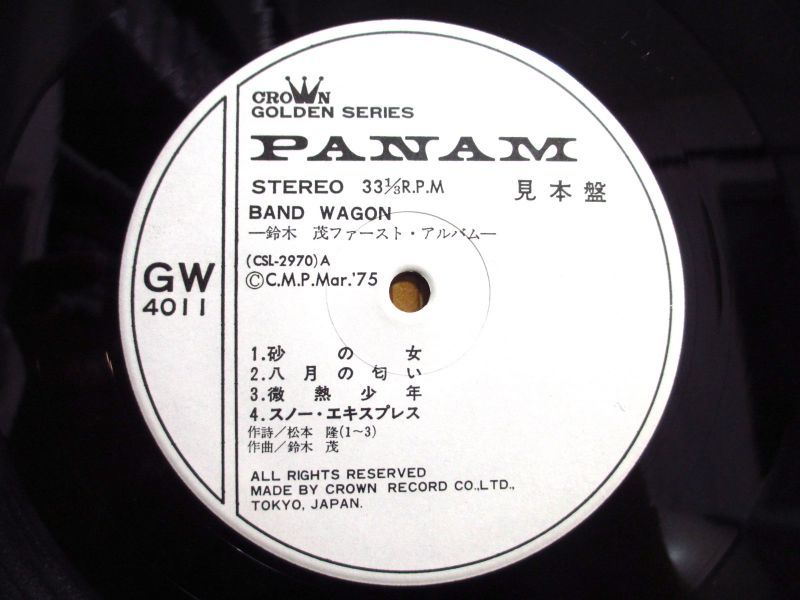 CROWN
GOLDEN SERIES
PANAM
STEREO 33⅓R.P.M 見本盤
BAND WAGON
—鈴木 茂ファースト・アルバム—
(CSL-2970)A
©C.M.P.Mar.'75
GW
4011
1.砂の女
2.八月の匂い
3.微熱少年
4.スノー・エキスプレス
作詩/松本 隆(1~3)
作曲/鈴木 茂
ALL RIGHTS RESERVED
MADE BY CROWN RECORD CO.,LTD.,
TOKYO, JAPAN.